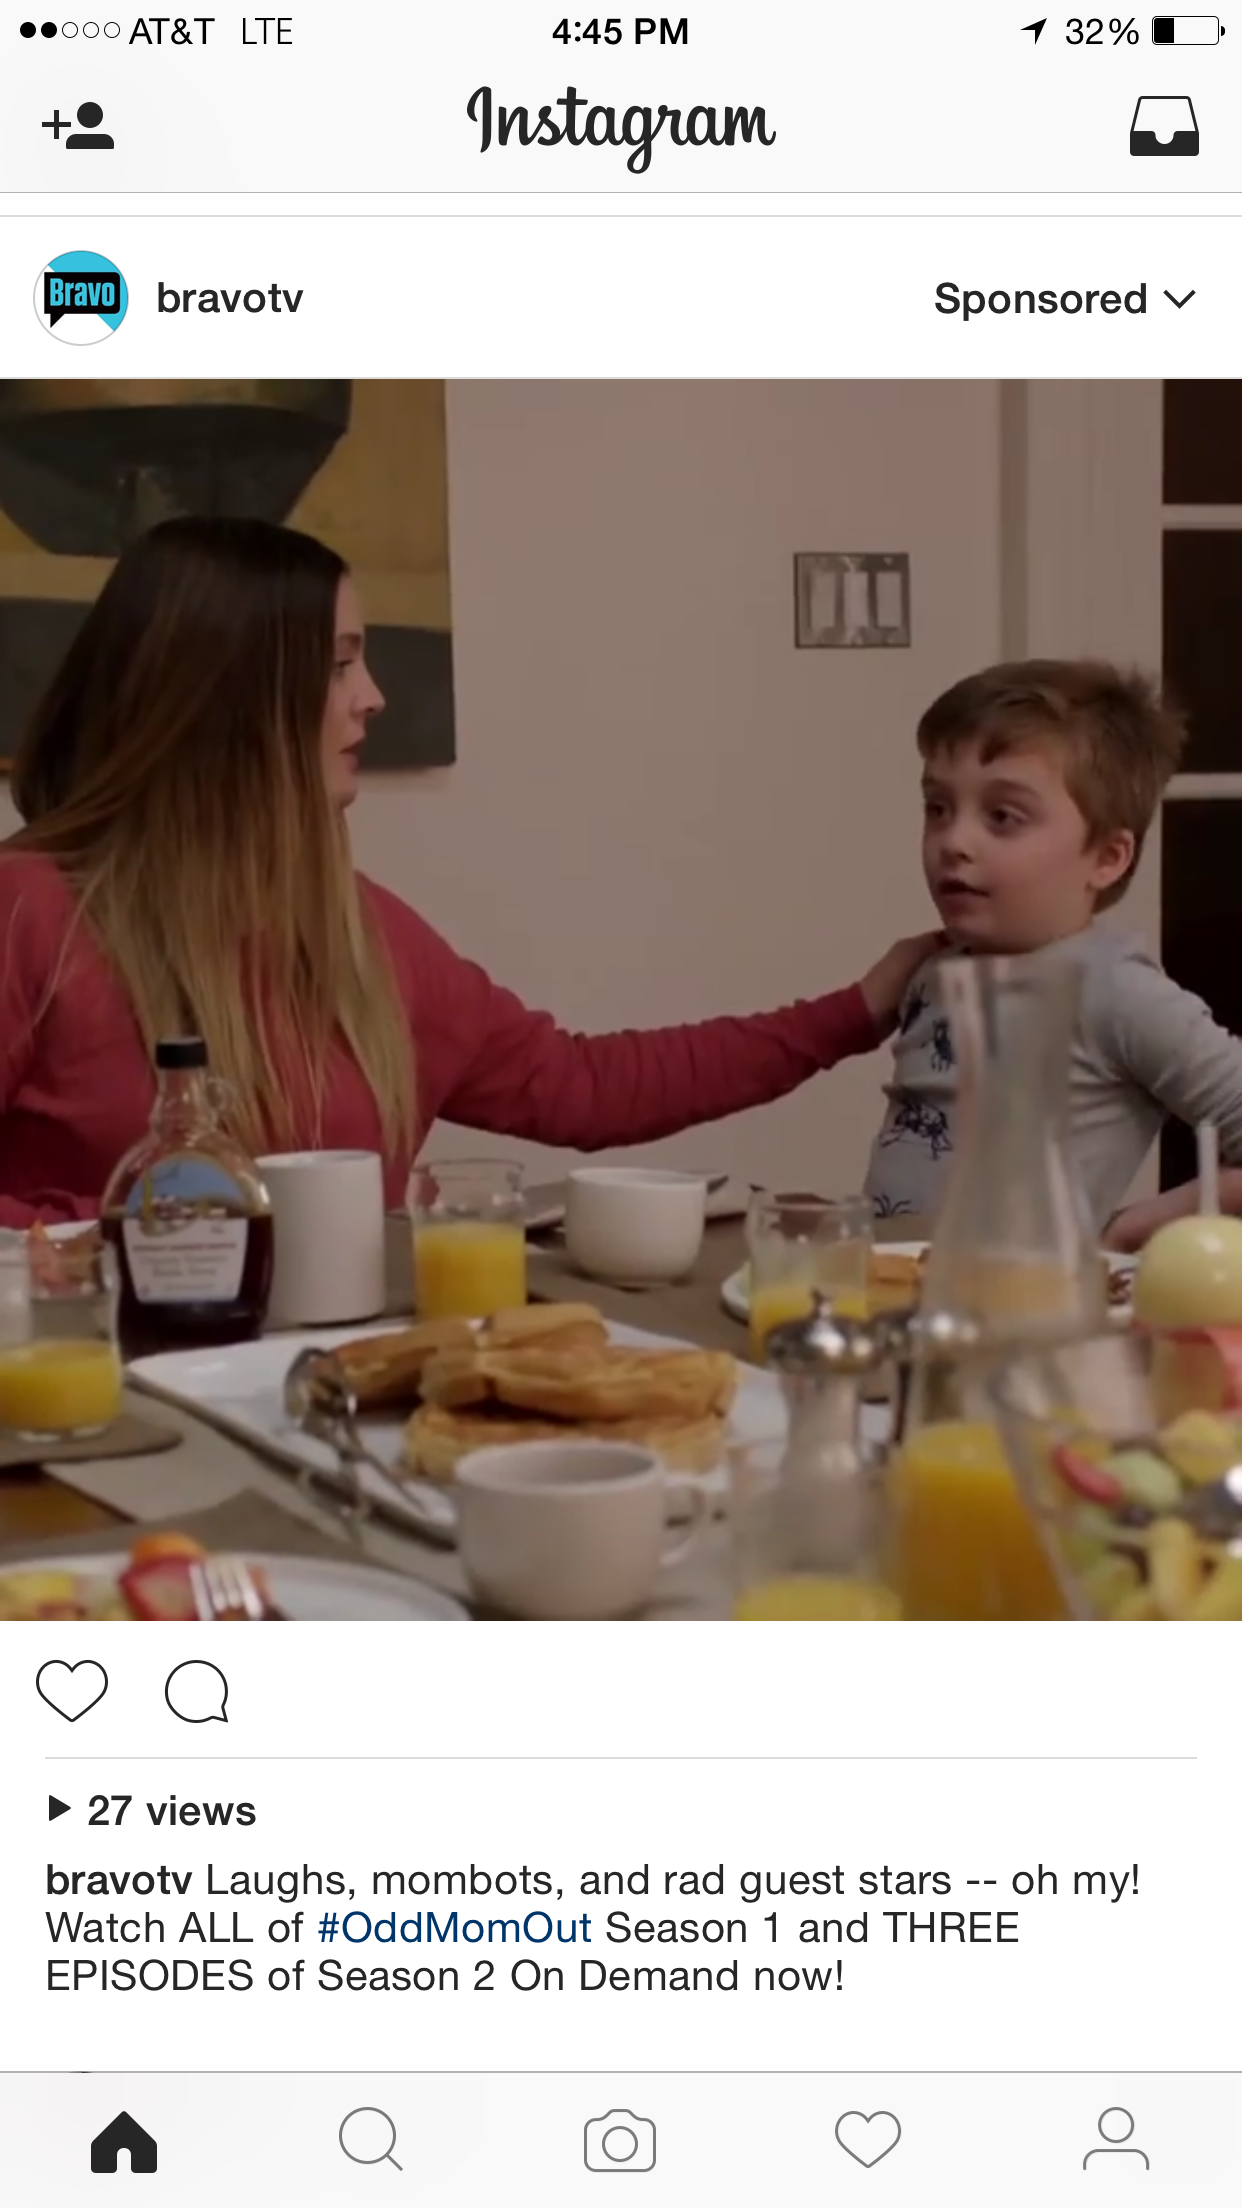 AT&T LTE 4:45 PM 32%
Instagram
Bravo bravotv Sponsored
27 views
bravotv Laughs, mombots, and rad guest stars -- oh my!
Watch ALL of #OddMomOut Season 1 and THREE
EPISODES of Season 2 On Demand now!